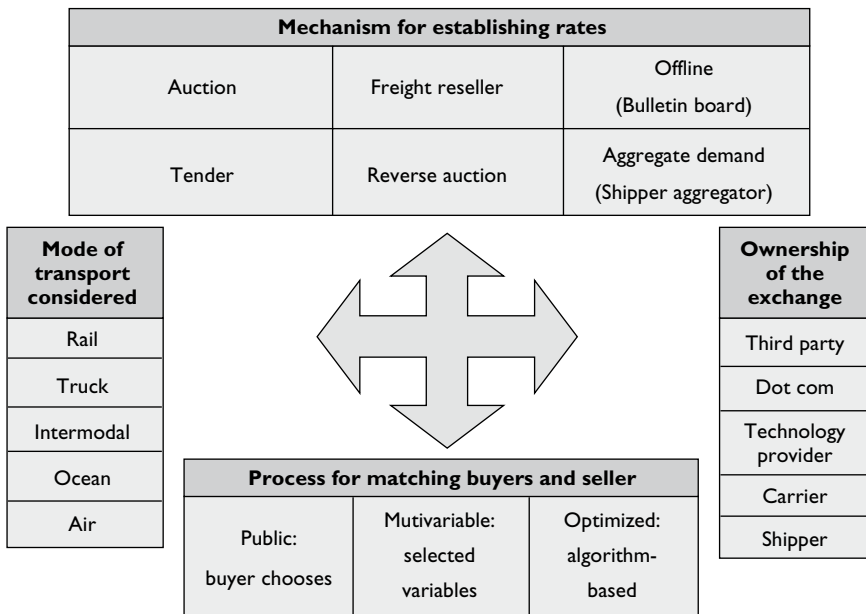 Mechanism for establishing rates
Auction
Freight reseller
Offline
(Bulletin board)
Tender
Reverse auction
Aggregate demand
(Shipper aggregator)
Mode of
transport
considered
Rail
Truck
Intermodal
Ocean
Air
Ownership
of the
exchange
Third party
Dot com
Technology
provider
Carrier
Shipper
Process for matching buyers and seller
Public:
buyer chooses
Mutivariable:
selected
variables
Optimized:
algorithm-
based